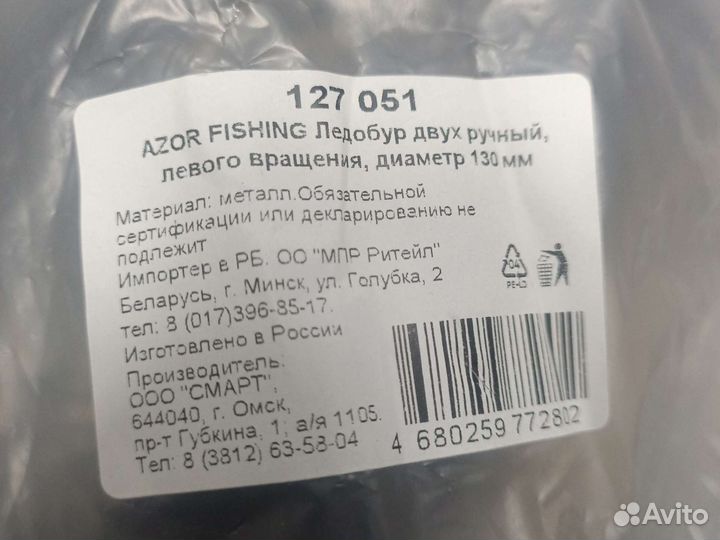 127 051
AZOR FISHING Ледобур двух ручный,
левого вращения, диаметр 130 мм
Материал: металл.Обязательной
сертификации или декларированию не
подлежит
Импортер в РБ. ОО "МПР Ритейл"
Беларусь, г. Минск, ул. Голубка, 2
тел: 8 (017)396-85-17.
Изготовлено в России
Производитель:
ООО "СМАРТ",
644040, г. Омск,
пр-т Губкина, 1; а/я 1105.
Тел: 8 (3812) 63-58-04
04
PE-LD
4 680259 772802
Avito